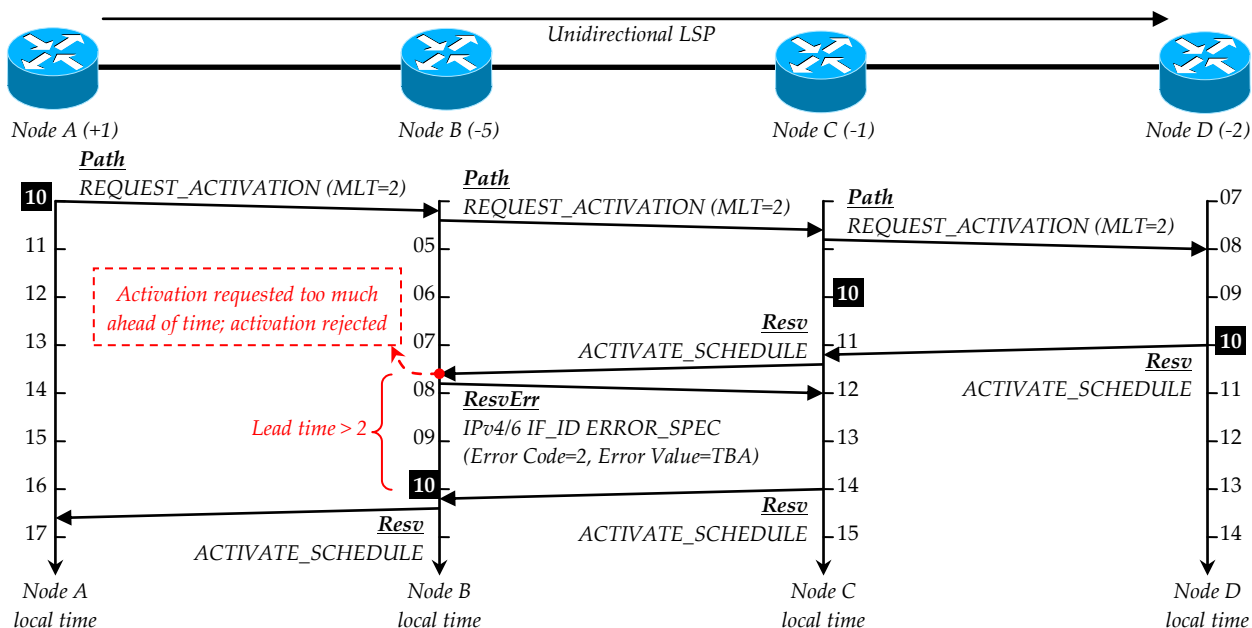 Unidirectional LSP
Node A (+1)
Node B (-5)
Node C (-1)
Node D (-2)
Path
REQUEST_ACTIVATION (MLT=2)
Path
REQUEST_ACTIVATION (MLT=2)
Path
REQUEST_ACTIVATION (MLT=2)
10
11
12
13
14
15
16
17
Activation requested too much
ahead of time; activation rejected
Lead time > 2
05
06
07
08
09
10
ResvErr
IPv4/6 IF_ID ERROR_SPEC
(Error Code=2, Error Value=TBA)
Resv
ACTIVATE_SCHEDULE
Resv
ACTIVATE_SCHEDULE
10
11
12
13
14
15
Resv
ACTIVATE_SCHEDULE
Resv
ACTIVATE_SCHEDULE
07
08
09
10
11
12
13
14
Node A
local time
Node B
local time
Node C
local time
Node D
local time